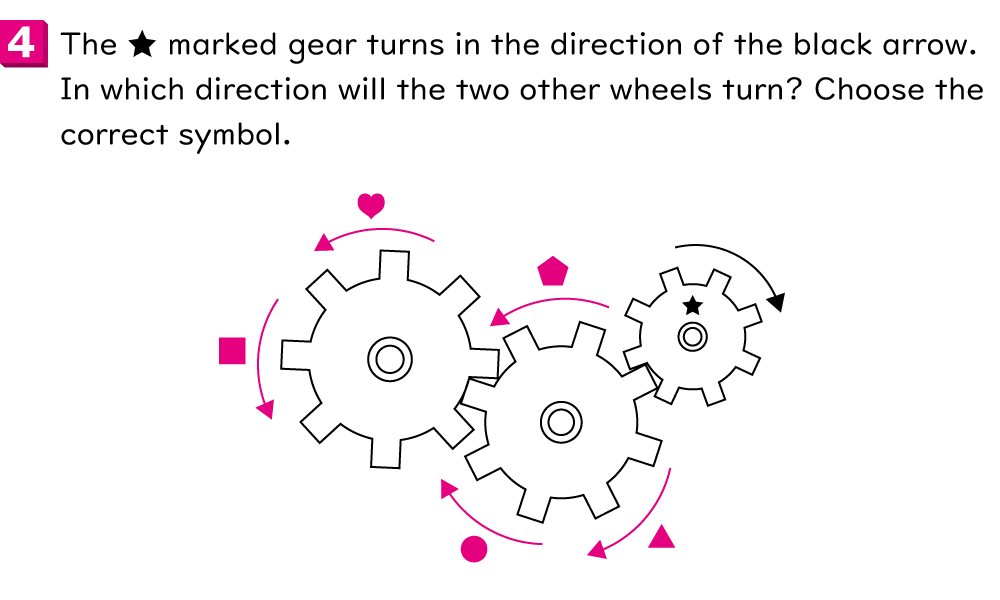 4 The ★ marked gear turns in the direction of the black arrow.
In which direction will the two other wheels turn? Choose the
correct symbol.